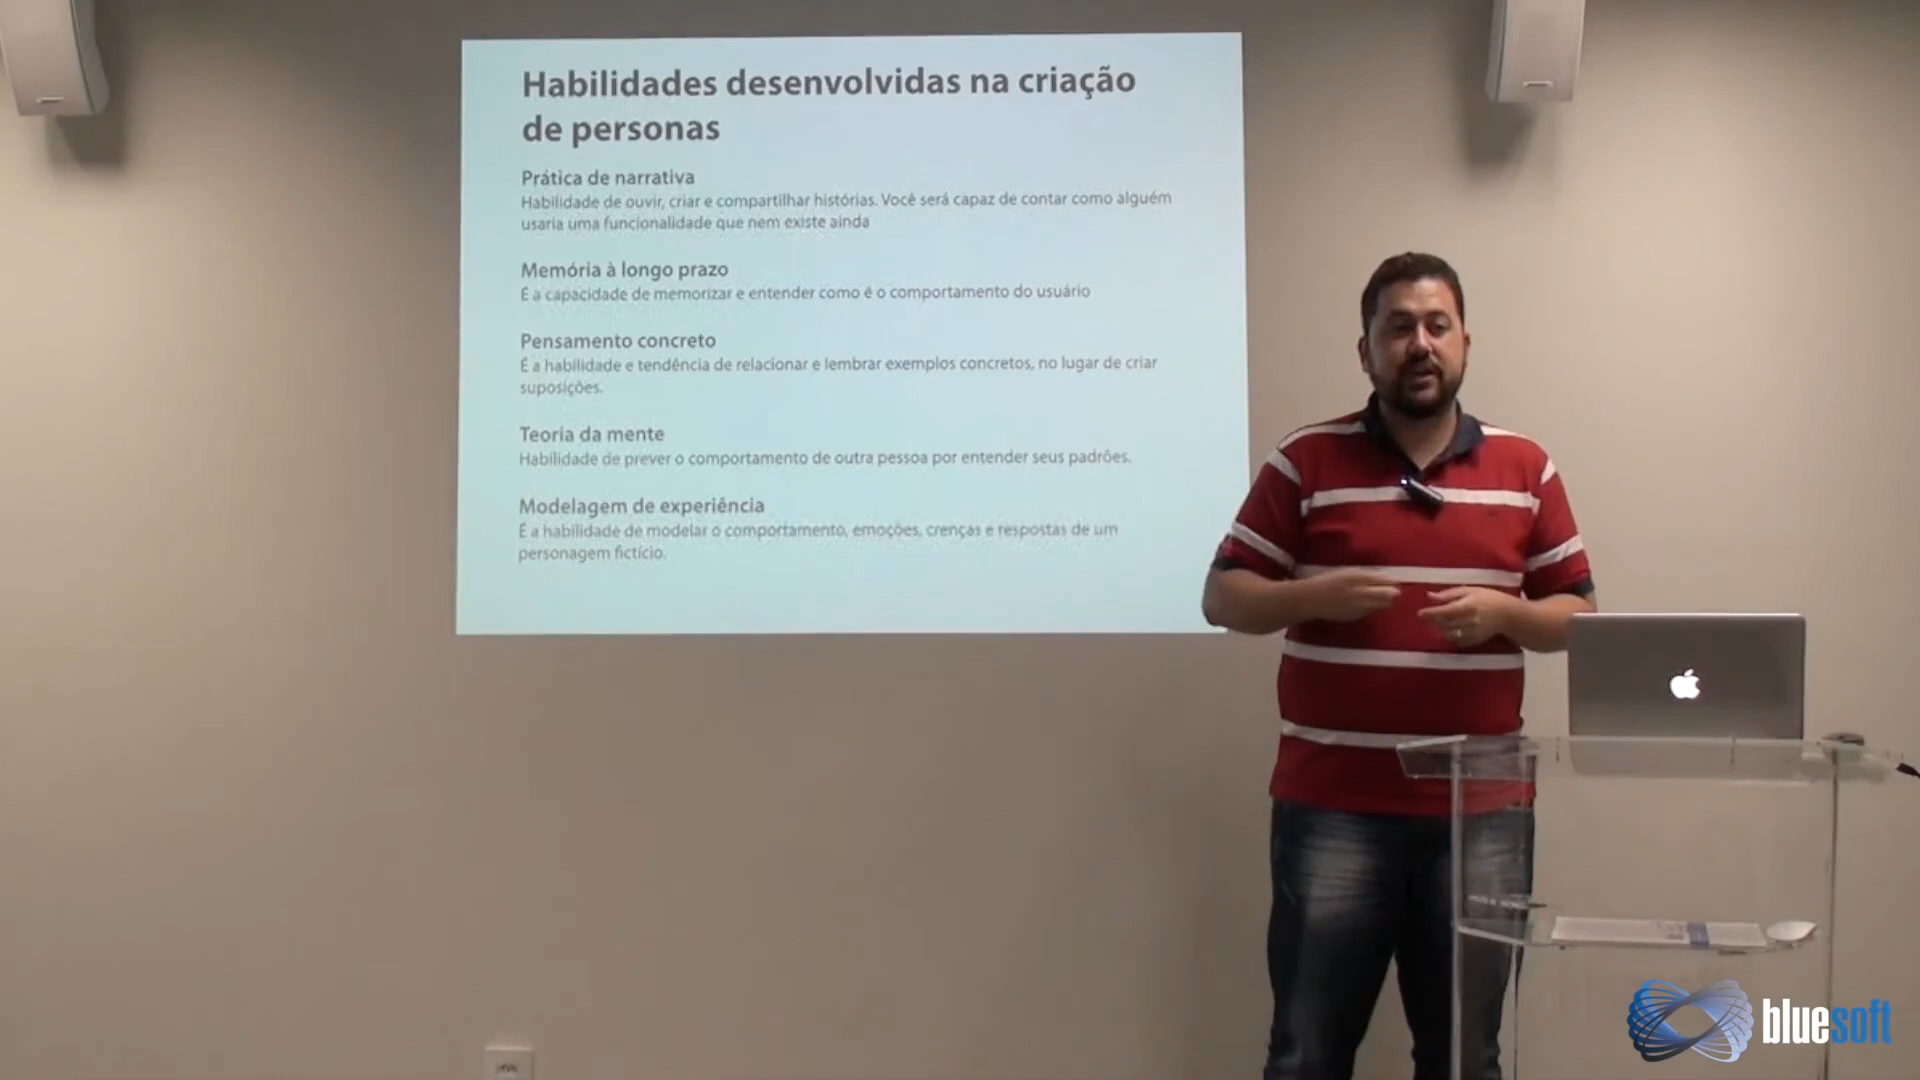 Habilidades desenvolvidas na criação
de personas
Prática de narrativa
Habilidade de ouvir, criar e compartilhar histórias. Você será capaz de contar como alguém
usaria uma funcionalidade que nem existe ainda
Memória à longo prazo
É a capacidade de memorizar e entender como é o comportamento do usuário
Pensamento concreto
É a habilidade e tendência de relacionar e lembrar exemplos concretos, no lugar de criar
suposições.
Teoria da mente
Habilidade de prever o comportamento de outra pessoa por entender seus padrões.
Modelagem de experiência
É a habilidade de modelar o comportamento, emoções, crenças e respostas de um
personagem fictício.
bluesoft